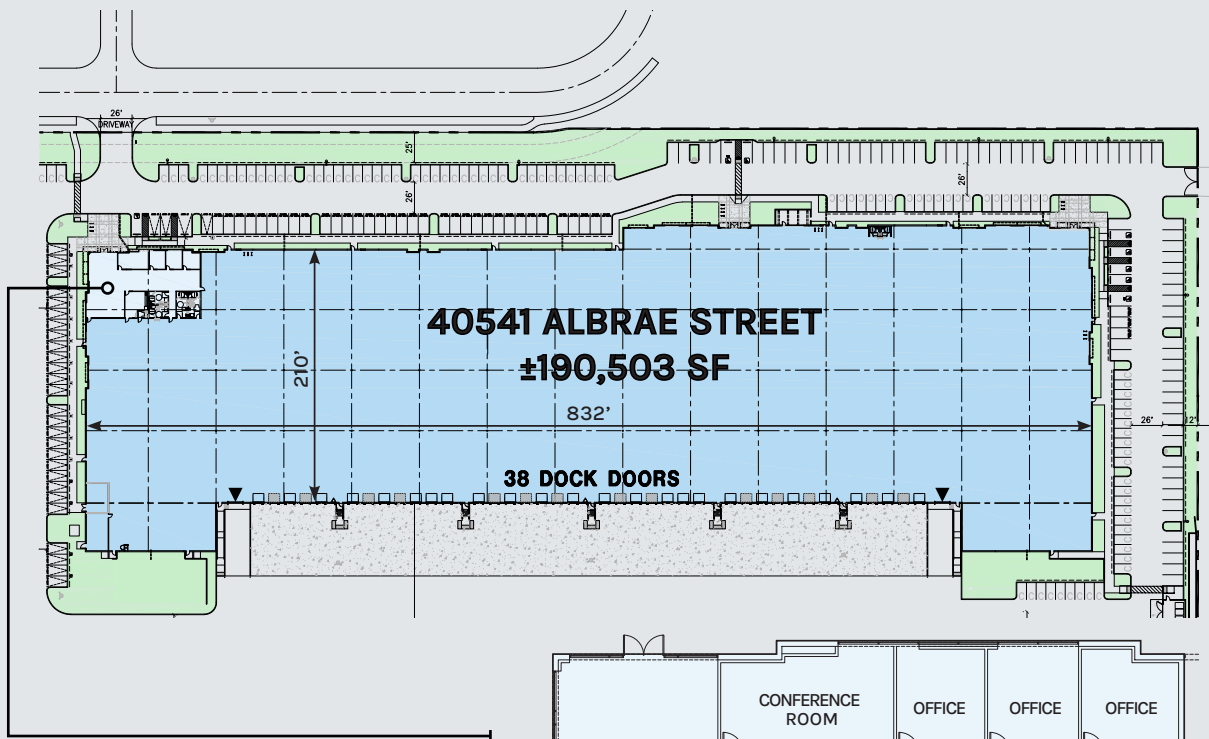 26'
DRIVEWAY
25'
26'
26'
40541 ALBRAE STREET
±190,503 SF
210'
832'
26'
2'
38 DOCK DOORS
CONFERENCE
ROOM
OFFICE
OFFICE
OFFICE